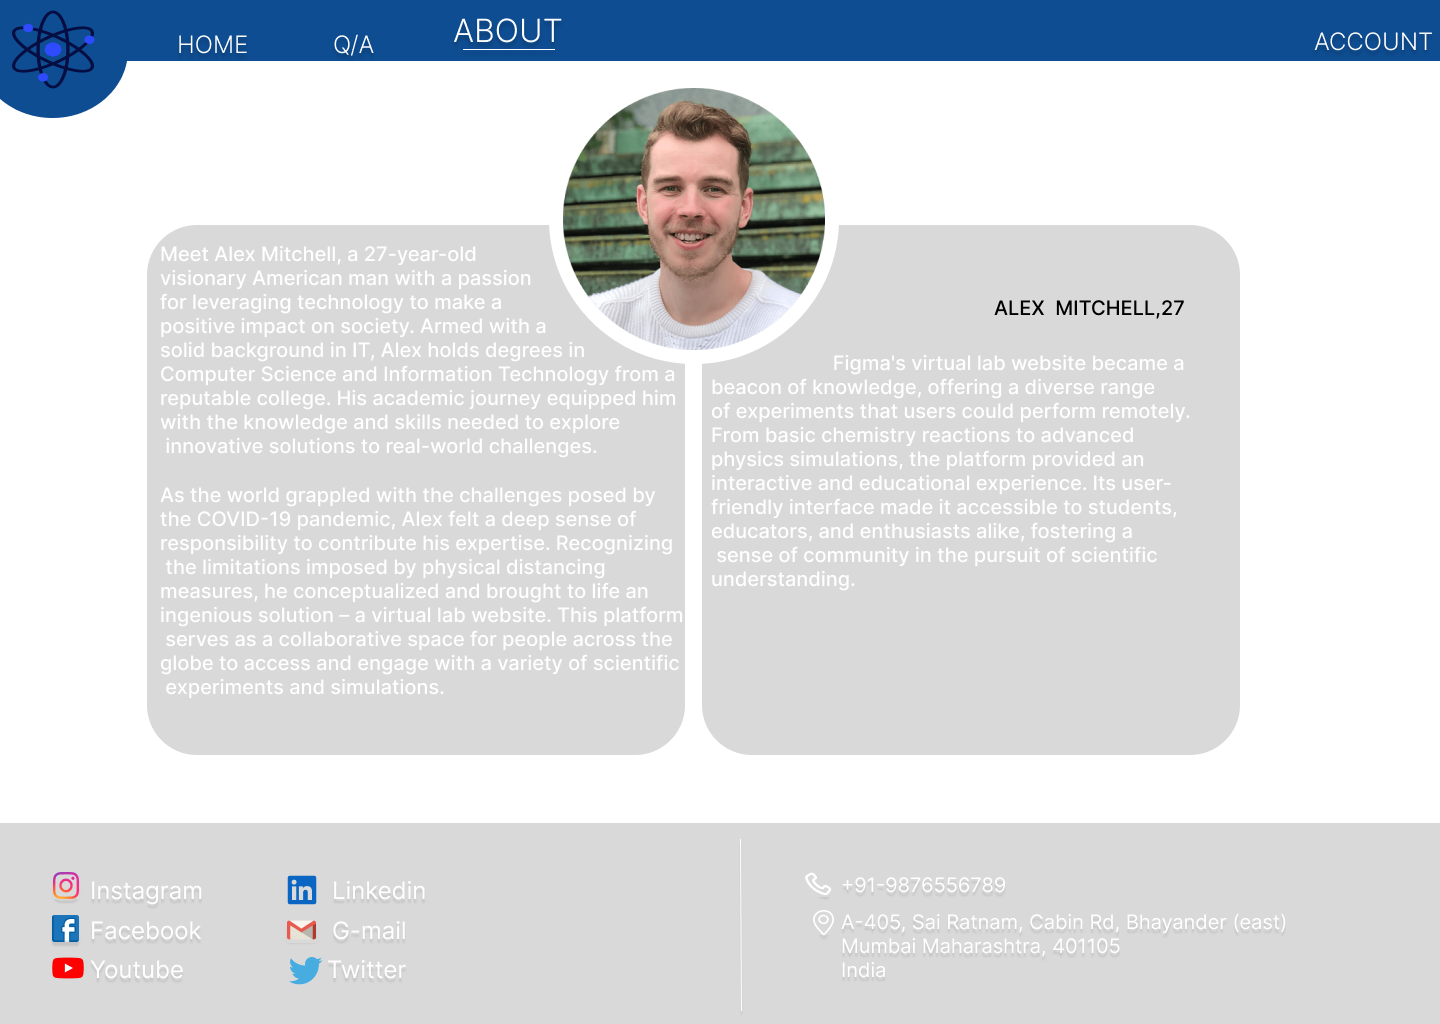 HOME
Q/A
ABOUT
ACCOUNT
Meet Alex Mitchell, a 27-year-old
visionary American man with a passion
for leveraging technology to make a
positive impact on society. Armed with a
solid background in IT, Alex holds degrees in
Computer Science and Information Technology from a
reputable college. His academic journey equipped him
with the knowledge and skills needed to explore
innovative solutions to real-world challenges.
As the world grappled with the challenges posed by
the COVID-19 pandemic, Alex felt a deep sense of
responsibility to contribute his expertise. Recognizing
the limitations imposed by physical distancing
measures, he conceptualized and brought to life an
ingenious solution – a virtual lab website. This platform
serves as a collaborative space for people across the
globe to access and engage with a variety of scientific
experiments and simulations.
ALEX MITCHELL,27
Figma's virtual lab website became a
beacon of knowledge, offering a diverse range
of experiments that users could perform remotely.
From basic chemistry reactions to advanced
physics simulations, the platform provided an
interactive and educational experience. Its user-
friendly interface made it accessible to students,
educators, and enthusiasts alike, fostering a
sense of community in the pursuit of scientific
understanding.
Instagram
Facebook
Youtube
Linkedin
G-mail
Twitter
+91-9876556789
A-405, Sai Ratnam, Cabin Rd, Bhayander (east)
Mumbai Maharashtra, 401105
India